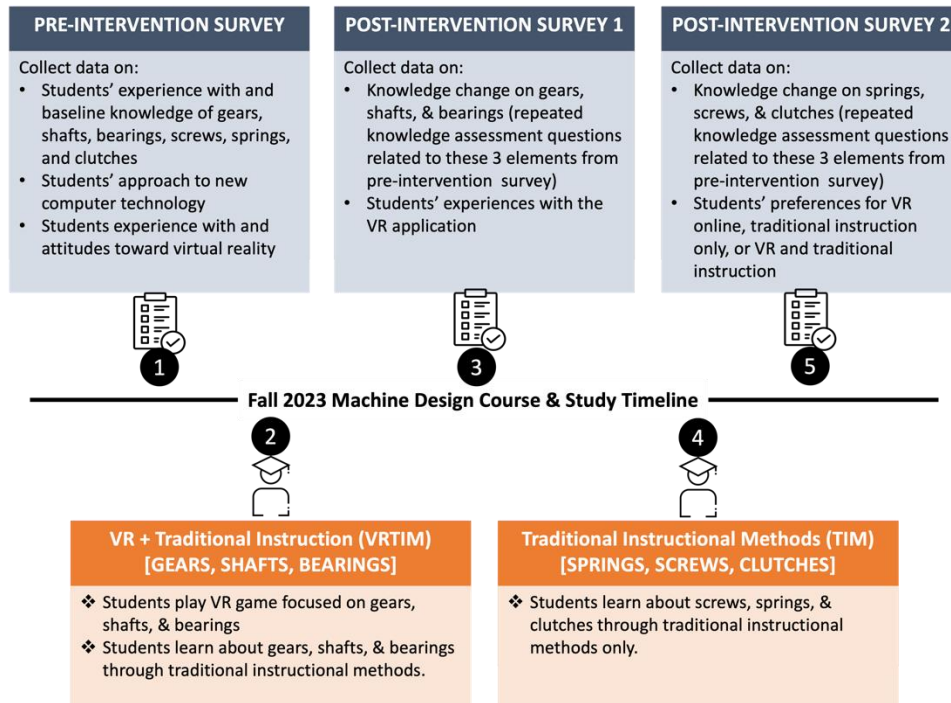 PRE-INTERVENTION SURVEY
Collect data on:
• Students' experience with and
baseline knowledge of gears,
shafts, bearings, screws, springs,
and clutches
• Students' approach to new
computer technology
• Students experience with and
attitudes toward virtual reality
POST-INTERVENTION SURVEY 1
Collect data on:
• Knowledge change on gears,
shafts, & bearings (repeated
knowledge assessment questions
related to these 3 elements from
pre-intervention survey)
• Students' experiences with the
VR application
POST-INTERVENTION SURVEY 2
Collect data on:
• Knowledge change on springs,
screws, & clutches (repeated
knowledge assessment questions
related to these 3 elements from
pre-intervention survey)
• Students' preferences for VR
online, traditional instruction
only, or VR and traditional
instruction
1
3
5
Fall 2023 Machine Design Course & Study Timeline
2
4
VR + Traditional Instruction (VRTIM)
[GEARS, SHAFTS, BEARINGS]
❖ Students play VR game focused on gears,
shafts, & bearings
❖ Students learn about gears, shafts, & bearings
through traditional instructional methods.
Traditional Instructional Methods (TIM)
[SPRINGS, SCREWS, CLUTCHES]
❖ Students learn about screws, springs, &
clutches through traditional instructional
methods only.